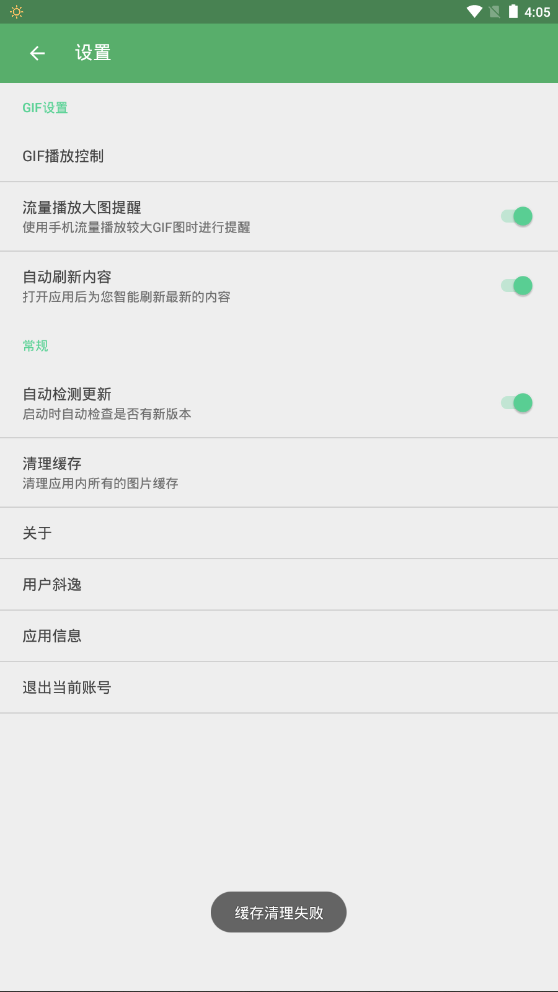 4:05
设置
GIF设置
GIF播放控制
流量播放大图提醒
使用手机流量播放较大GIF图时进行提醒
自动刷新内容
打开应用后为您智能刷新最新的内容
常规
自动检测更新
启动时自动检查是否有新版本
清理缓存
清理应用内所有的图片缓存
关于
用户斜逸
应用信息
退出当前账号
缓存清理失败